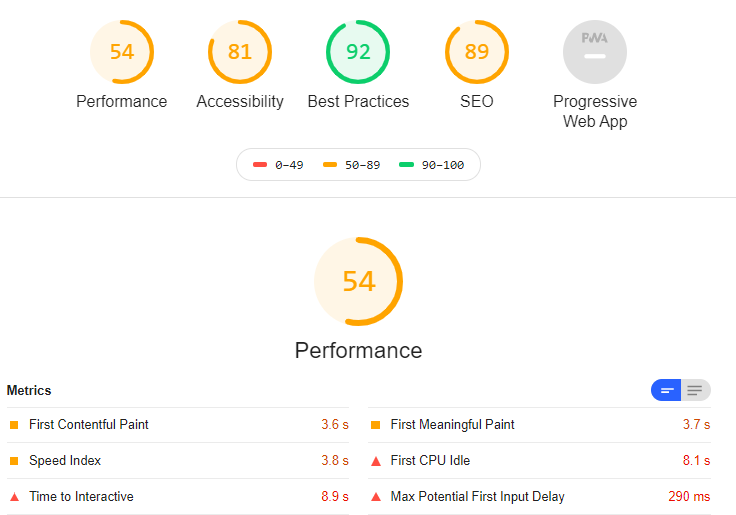 54 81 92 89 PWA
Performance Accessibility Best Practices SEO Progressive
Web App
0–49 50–89 90–100
54
Performance
Metrics
First Contentful Paint 3.6 s First Meaningful Paint 3.7 s
Speed Index 3.8 s First CPU Idle 8.1 s
Time to Interactive 8.9 s Max Potential First Input Delay 290 ms